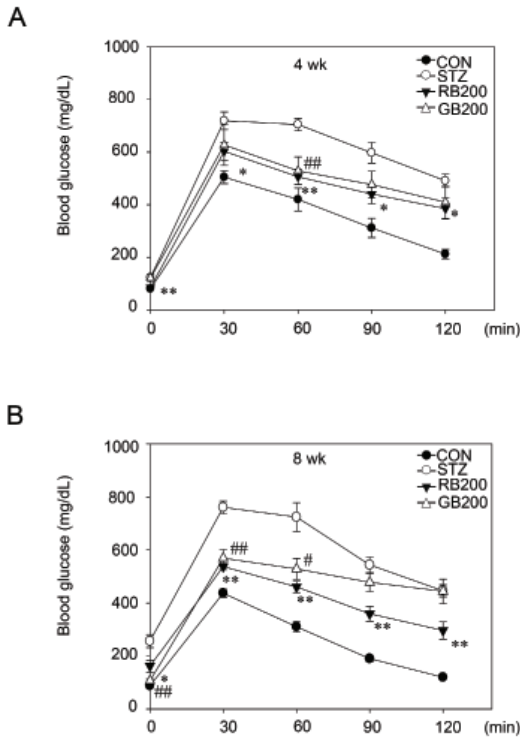 A
1000
800
600
400
200
0
Blood glucose (mg/dL)
4 wk
CON
STZ
RB200
GB200
*
##
**
*
*
**
0 30 60 90 120 (min)
B
1000
800
600
400
200
0
Blood glucose (mg/dL)
8 wk
CON
STZ
RB200
GB200
##
**
#
**
**
**
*
##
0 30 60 90 120 (min)